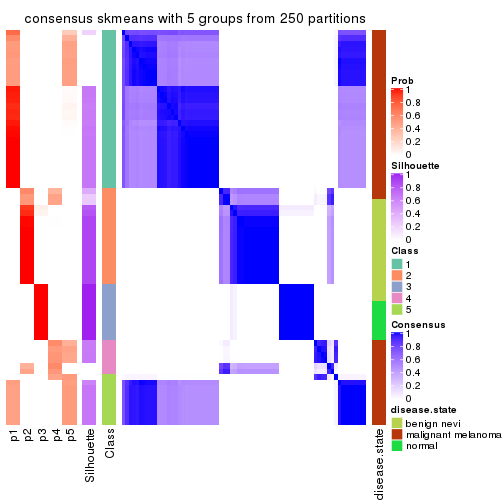 consensus skmeans with 5 groups from 250 partitions
Prob
1
0.8
0.6
0.4
0.2
0
Silhouette
1
0.8
0.6
0.4
0.2
0
Class
1
2
3
4
5
Consensus
1
0.8
0.6
0.4
0.2
0
disease.state
benign nevi
malignant melanoma
normal
p1
p2
p3
p4
p5
Silhouette
Class
disease.state